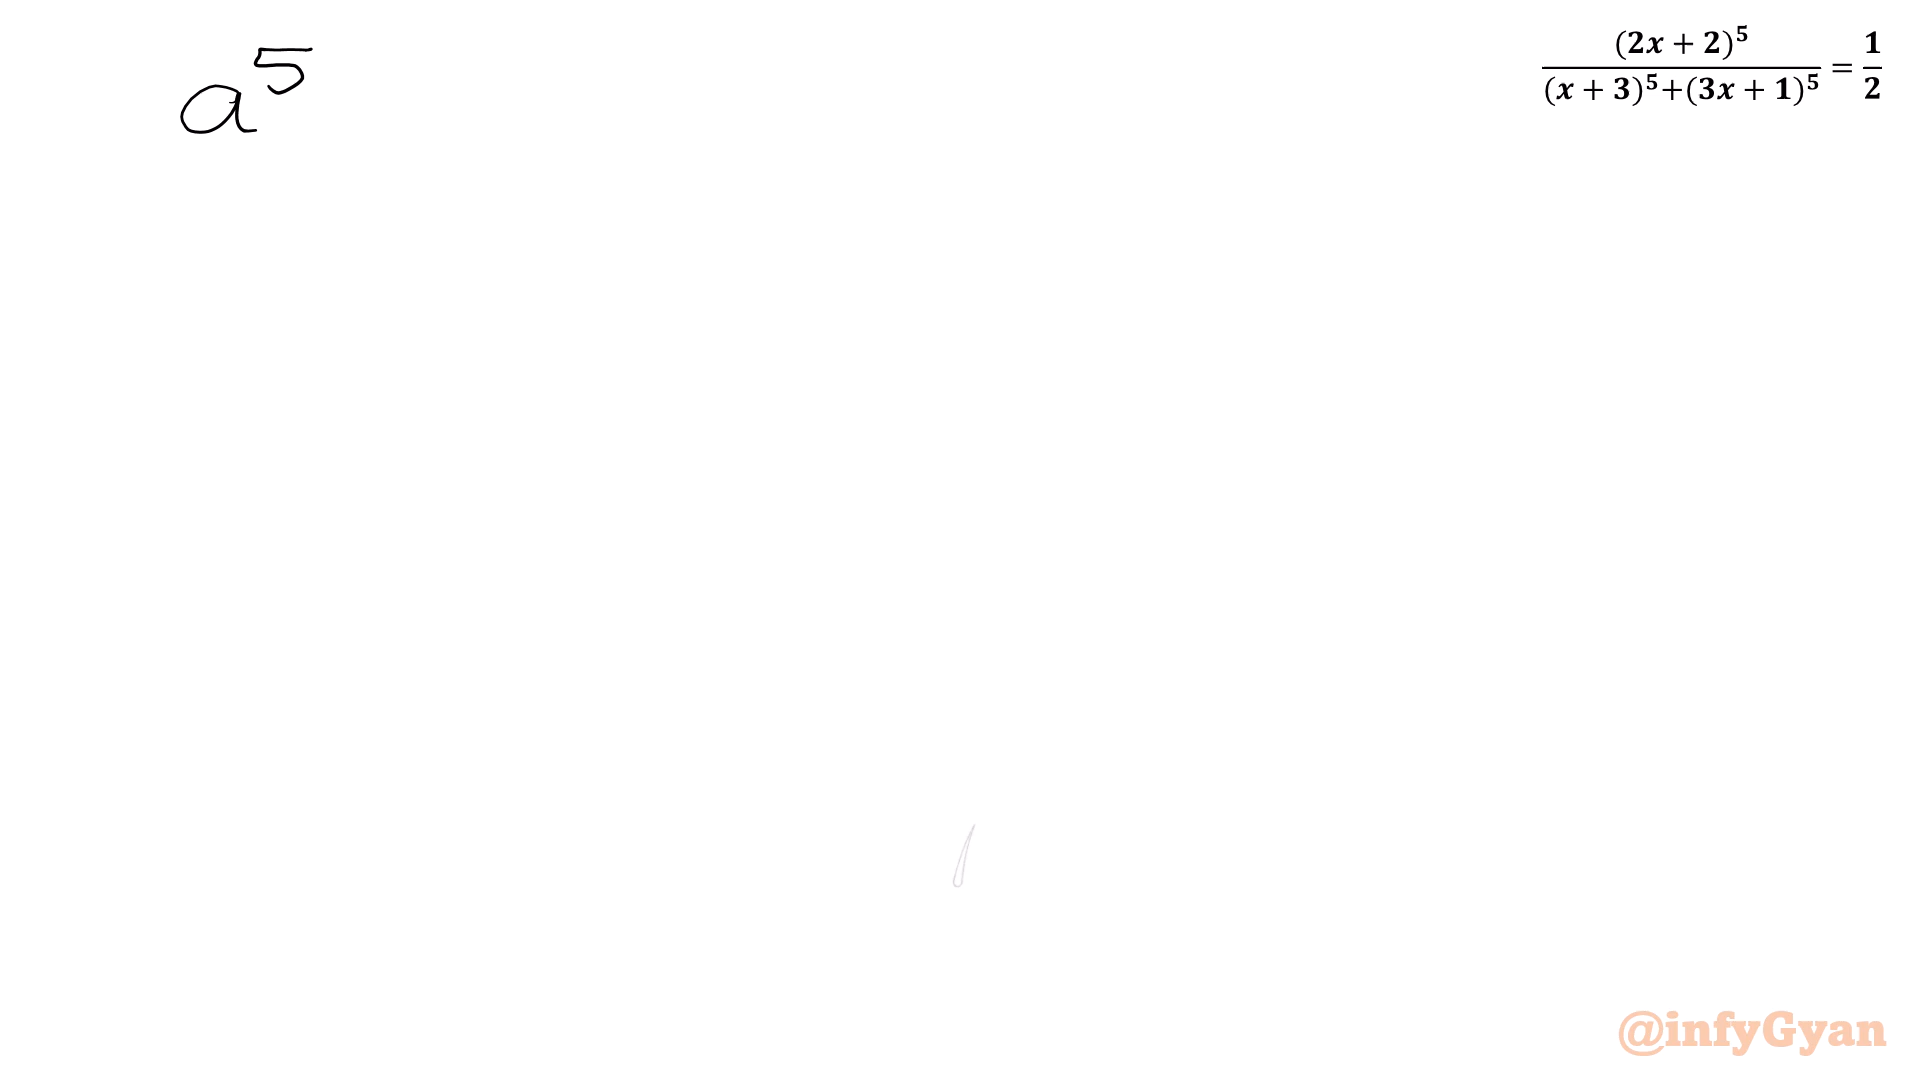 a^5
(2x + 2)^5 / ((x + 3)^5+(3x + 1)^5) = 1/2
@infyGyan